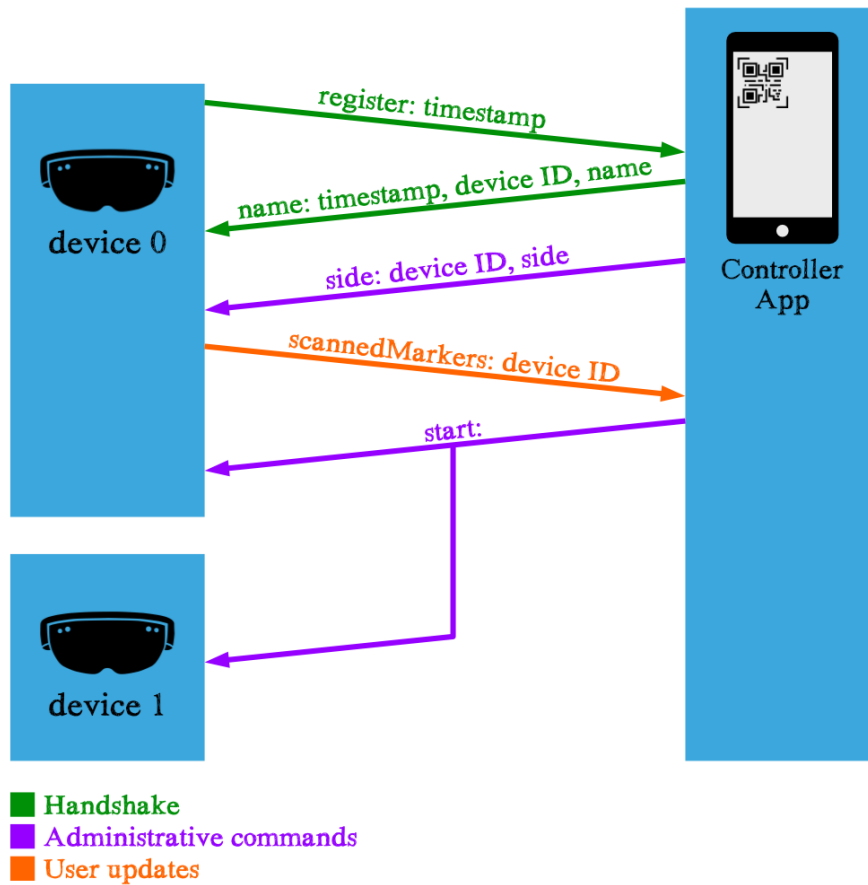 register: timestamp
name: timestamp, device ID, name
device 0
side: device ID, side
Controller
App
scannedMarkers: device ID
start:
device 1
Handshake
Administrative commands
User updates